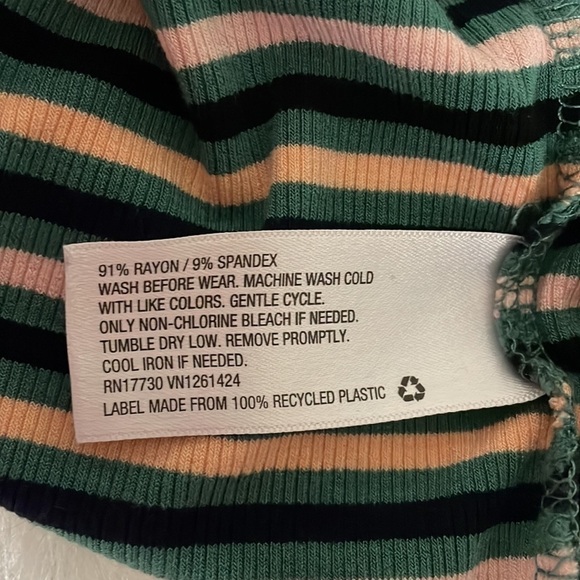 91% RAYON / 9% SPANDEX
WASH BEFORE WEAR. MACHINE WASH COLD
WITH LIKE COLORS. GENTLE CYCLE.
ONLY NON-CHLORINE BLEACH IF NEEDED.
TUMBLE DRY LOW. REMOVE PROMPTLY.
COOL IRON IF NEEDED.
RN17730 VN1261424
LABEL MADE FROM 100% RECYCLED PLASTIC